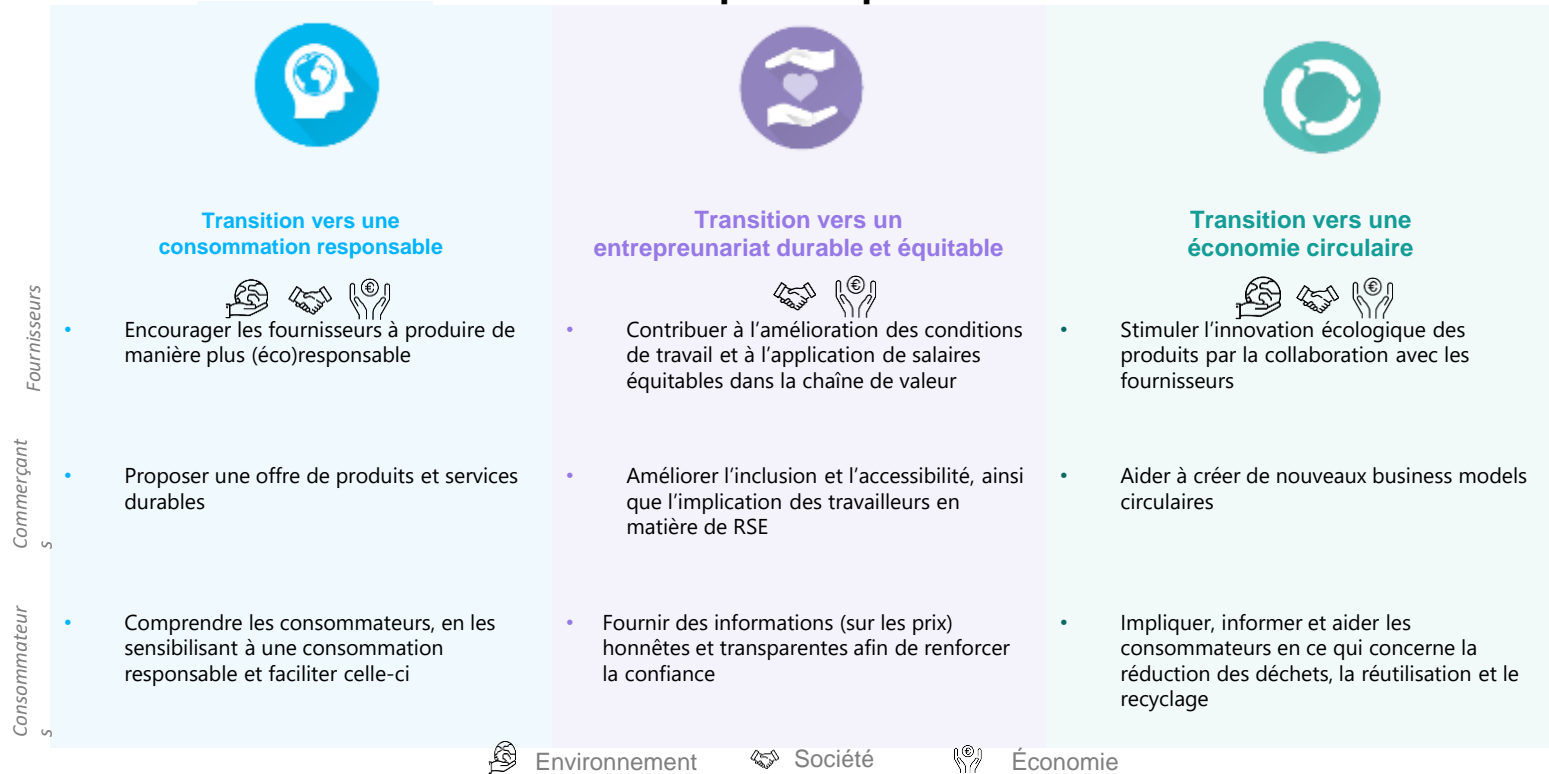 Transition vers une
consommation responsable
Transition vers un
entrepreunariat durable et équitable
Transition vers une
économie circulaire
Fournisseurs
• Encourager les fournisseurs à produire de
manière plus (éco)responsable
• Contribuer à l’amélioration des conditions
de travail et à l’application de salaires
équitables dans la chaîne de valeur
• Stimuler l’innovation écologique des
produits par la collaboration avec les
fournisseurs
Commerçant
s
• Proposer une offre de produits et services
durables
• Améliorer l’inclusion et l’accessibilité, ainsi
que l’implication des travailleurs en
matière de RSE
• Aider à créer de nouveaux business models
circulaires
Consommateur
s
• Comprendre les consommateurs, en les
sensibilisant à une consommation
responsable et faciliter celle-ci
• Fournir des informations (sur les prix)
honnêtes et transparentes afin de renforcer
la confiance
• Impliquer, informer et aider les
consommateurs en ce qui concerne la
réduction des déchets, la réutilisation et le
recyclage
Environnement
Société
Économie